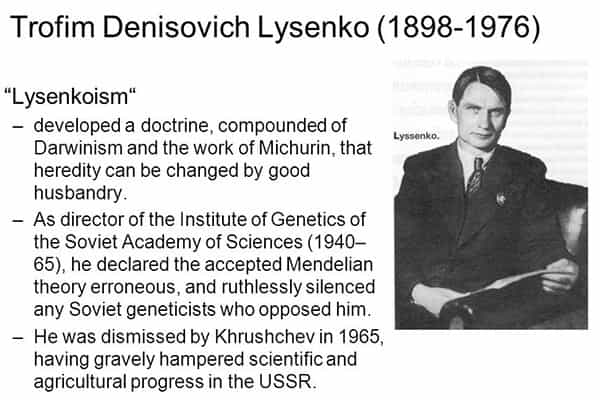 Trofim Denisovich Lysenko (1898-1976)
“Lysenkoism“
– developed a doctrine, compounded of
Darwinism and the work of Michurin, that
heredity can be changed by good
husbandry.
– As director of the Institute of Genetics of
the Soviet Academy of Sciences (1940–
65), he declared the accepted Mendelian
theory erroneous, and ruthlessly silenced
any Soviet geneticists who opposed him.
– He was dismissed by Khrushchev in 1965,
having gravely hampered scientific and
agricultural progress in the USSR.
Lyssenko.